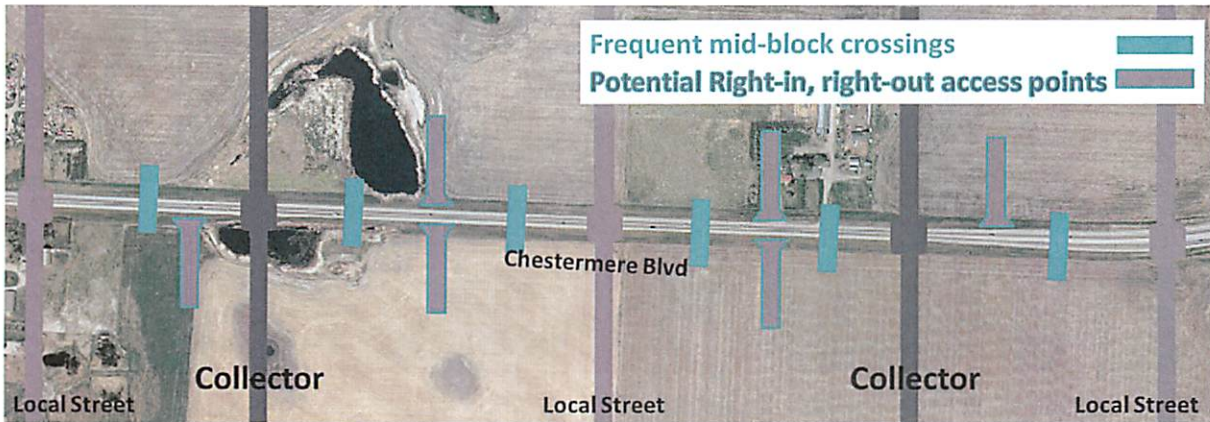 Frequent mid-block crossings
Potential Right-in, right-out access points
Chestermere Blvd
Collector
Collector
Local Street
Local Street
Local Street